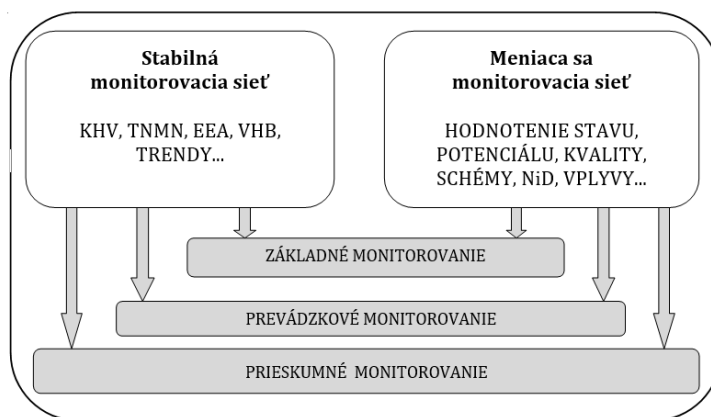 Stabilná
monitorovacia sieť
KHV, TNMN, EEA, VHB,
TRENDY...
Meniaca sa
monitorovacia sieť
HODNOTENIE STAVU,
POTENCIÁLU, KVALITY,
SCHÉMY, NiD, VPLYVY...
ZÁKLADNÉ MONITOROVANIE
PREVÁDZKOVÉ MONITOROVANIE
PRIESKUMNÉ MONITOROVANIE